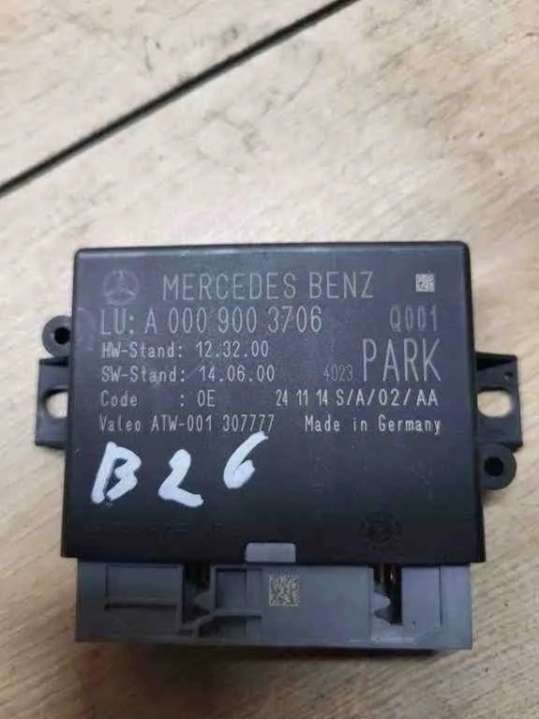 MERCEDES BENZ
LU: A 000 900 3706 Q001
HW-Stand: 12.32.00
SW-Stand: 14.06.00 4023 PARK
Code : 0E 24 11 14 S/A/02/AA
Valeo ATW-001 307777 Made in Germany
B26